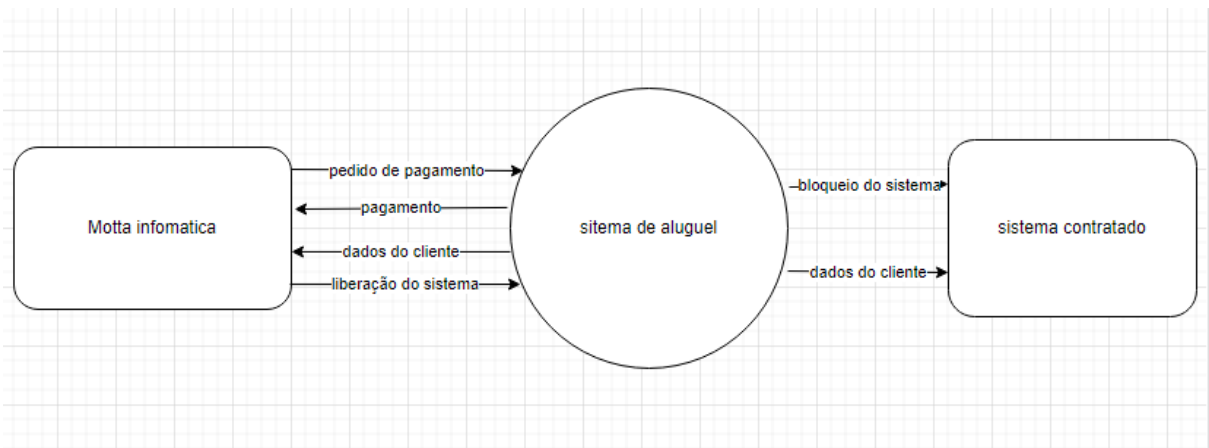 Motta infomatica
pedido de pagamento
pagamento
dados do cliente
liberação do sistema
sitema de aluguel
bloqueio do sistema
dados do cliente
sistema contratado